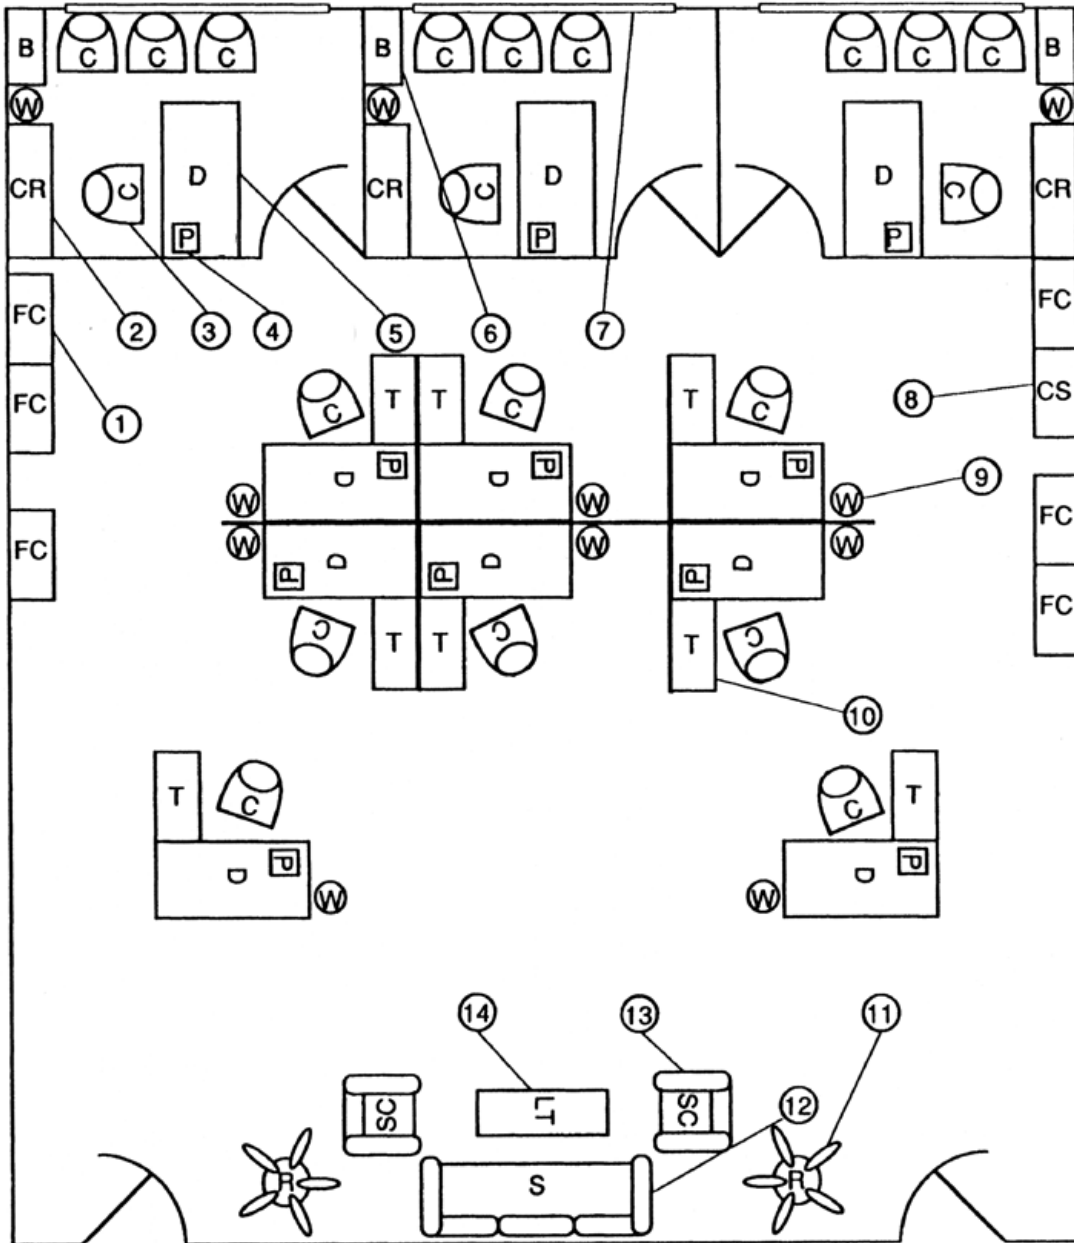 B C C C B C C C C C C B
W W W
CR C D CR C D D C CR
P P P
FC 2 3 4 5 6 7 FC
FC 1 8 CS
C T T C T C
D P D P D P 9
W W W FC
FC W W W
P D P D P D FC
C T T C T C
10
T C C T
D P D P
W W
14 13 11
SC LT SC 12
R S R